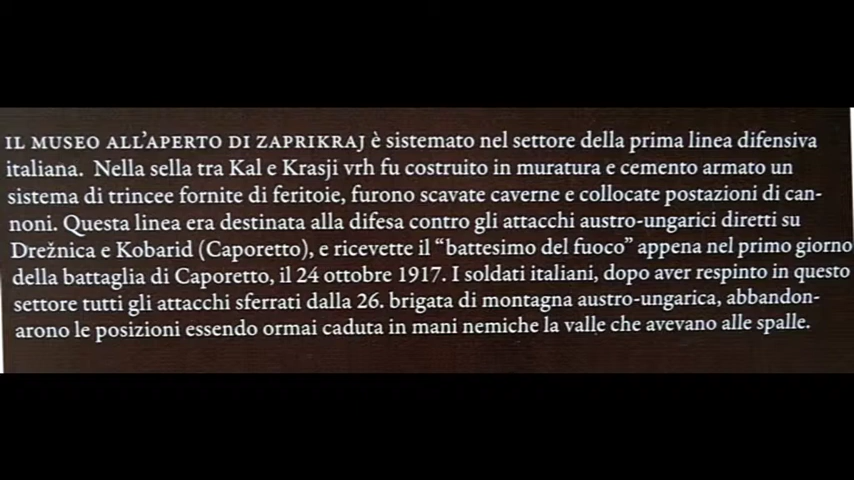 IL MUSEO ALL'APERTO DI ZAPRIKRAJ è sistemato nel settore della prima linea difensiva
italiana. Nella sella tra Kal e Krasji vrh fu costruito in muratura e cemento armato un
sistema di trincee fornite di feritoie, furono scavate caverne e collocate postazioni di can-
noni. Questa linea era destinata alla difesa contro gli attacchi austro-ungarici diretti su
Drežnica e Kobarid (Caporetto), e ricevette il “battesimo del fuoco” appena nel primo giorno
della battaglia di Caporetto, il 24 ottobre 1917. I soldati italiani, dopo aver respinto in questo
settore tutti gli attacchi sferrati dalla 26. brigata di montagna austro-ungarica, abbandon-
arono le posizioni essendo ormai caduta in mani nemiche la valle che avevano alle spalle.